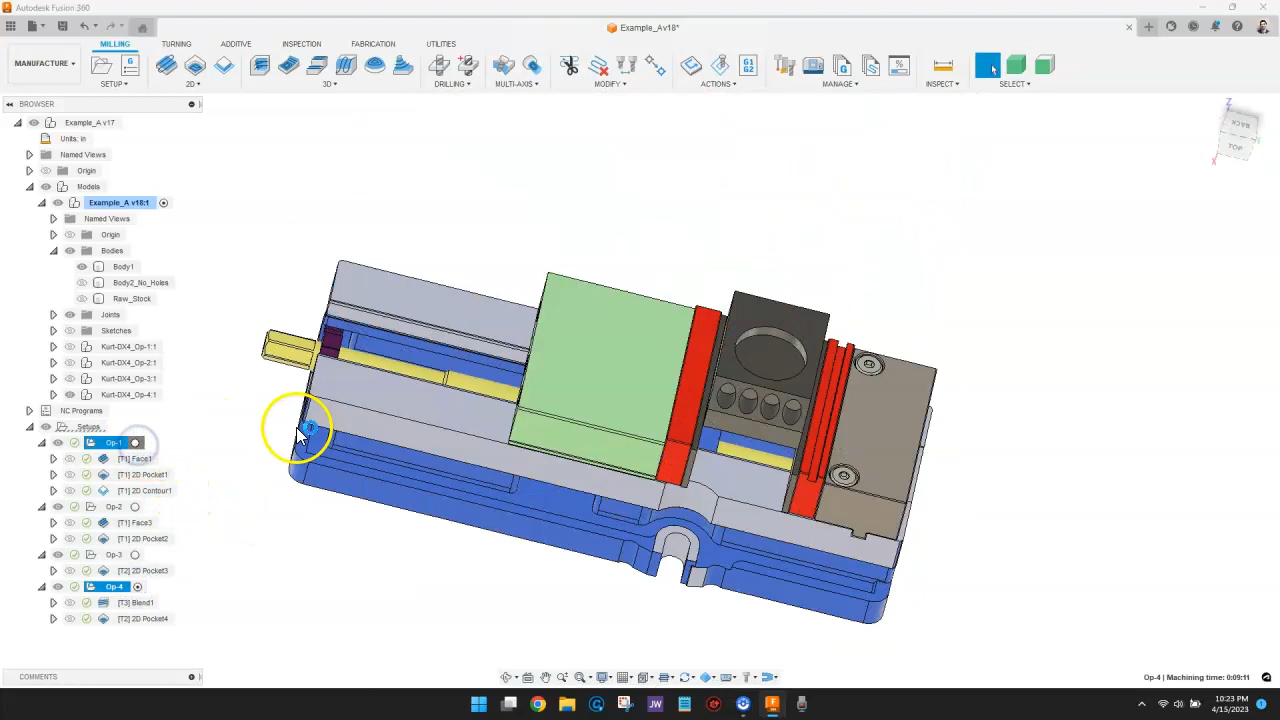 Autodesk Fusion 360
Example_Av18*
MILLING TURNING ADDITIVE INSPECTION FABRICATION UTILITIES
MANUFACTURE
G1
G2
SETUP 2D 3D DRILLING MULTI-AXIS MODIFY ACTIONS MANAGE INSPECT SELECT
BROWSER
Example_A v17
Units: in
Named Views
Origin
Models
Example_A v18:1
Named Views
Origin
Bodies
Body1
Body2_No_Holes
Raw_Stock
Joints
Sketches
Kurt-DX4_Op-1:1
Kurt-DX4_Op-2:1
Kurt-DX4_Op-3:1
Kurt-DX4_Op-4:1
NC Programs
Setups
Op-1
[T1] Face1
[T1] 2D Pocket1
[T1] 2D Contour1
Op-2
[T1] Face3
[T1] 2D Pocket2
Op-3
[T2] 2D Pocket3
Op-4
[T3] Blend1
[T2] 2D Pocket4
Z
BACK
TOP
X
COMMENTS
Op-4 | Machining time: 0:09:11
JW
10:23 PM
4/15/2023